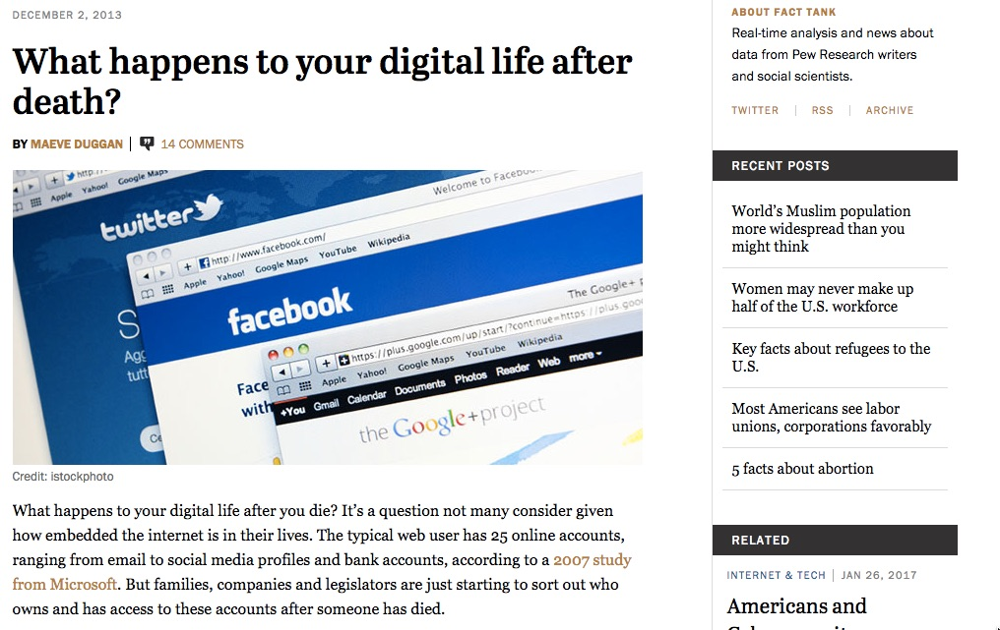 DECEMBER 2, 2013
What happens to your digital life after
death?
BY MAEVE DUGGAN
14 COMMENTS
http://
Apple Yahoo! Google Maps
twitter
Welcome to
http://www.facebook.com/
Apple Yahoo! Google Maps YouTube Wikipedia
facebook
The Google+
https://plus.google.com/up/start/?continue=https://plus.goo
Apple Yahoo! Google Maps YouTube Wikipedia
+You Gmail Calendar Documents Photos Reader Web more
Face
with
the Google+project
Credit: istockphoto
What happens to your digital life after you die? It’s a question not many consider given
how embedded the internet is in their lives. The typical web user has 25 online accounts,
ranging from email to social media profiles and bank accounts, according to a 2007 study
from Microsoft. But families, companies and legislators are just starting to sort out who
owns and has access to these accounts after someone has died.
ABOUT FACT TANK
Real-time analysis and news about
data from Pew Research writers
and social scientists.
TWITTER RSS ARCHIVE
RECENT POSTS
World’s Muslim population
more widespread than you
might think
Women may never make up
half of the U.S. workforce
Key facts about refugees to the
U.S.
Most Americans see labor
unions, corporations favorably
5 facts about abortion
RELATED
INTERNET & TECH JAN 26, 2017
Americans and